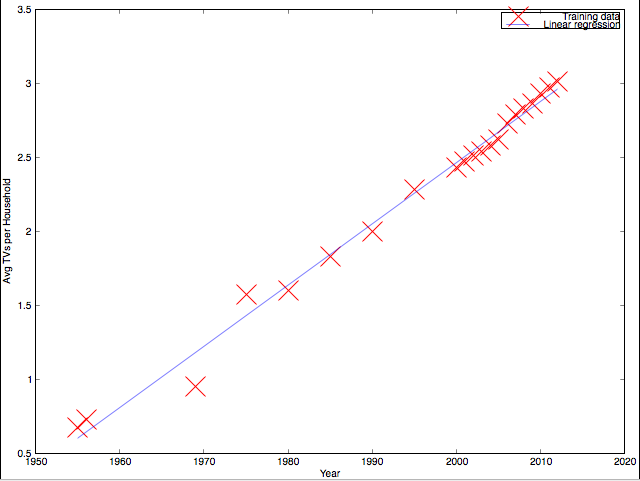 3.5
Training data
Linear regression
3
2.5
Avg TVs per Household
2
1.5
1
0.5
1950 1960 1970 1980 1990 2000 2010 2020
Year